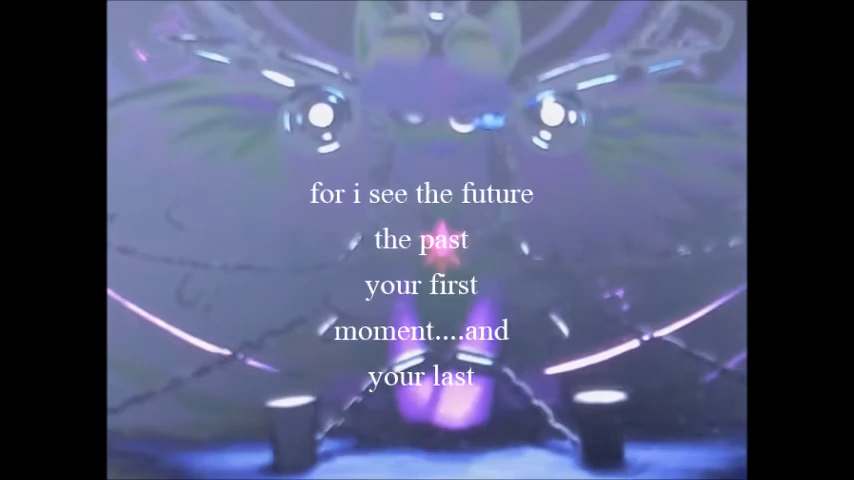 for i see the future
the past
your first
moment....and
your last